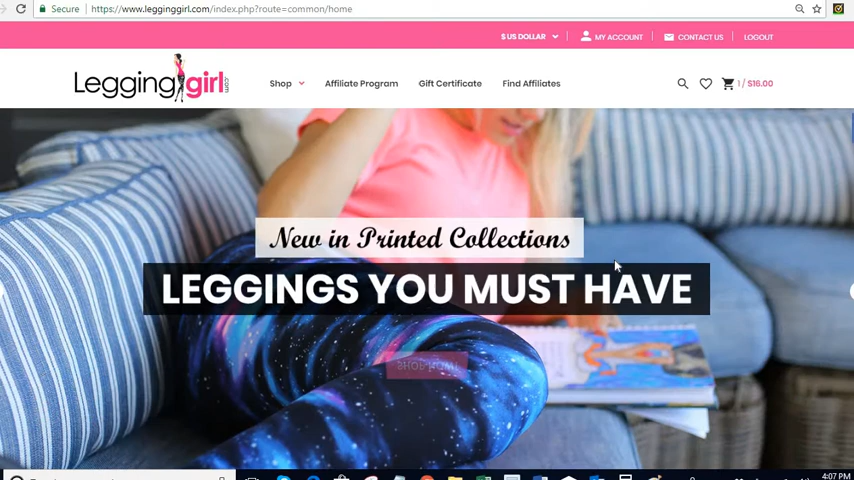 Secure https://www.legginggirl.com/index.php?route=common/home
$ US DOLLAR MY ACCOUNT CONTACT US LOGOUT
Legginggirl.com Shop Affiliate Program Gift Certificate Find Affiliates 1 / $16.00
New in Printed Collections
LEGGINGS YOU MUST HAVE
SHOP NOW!
4:07 PM